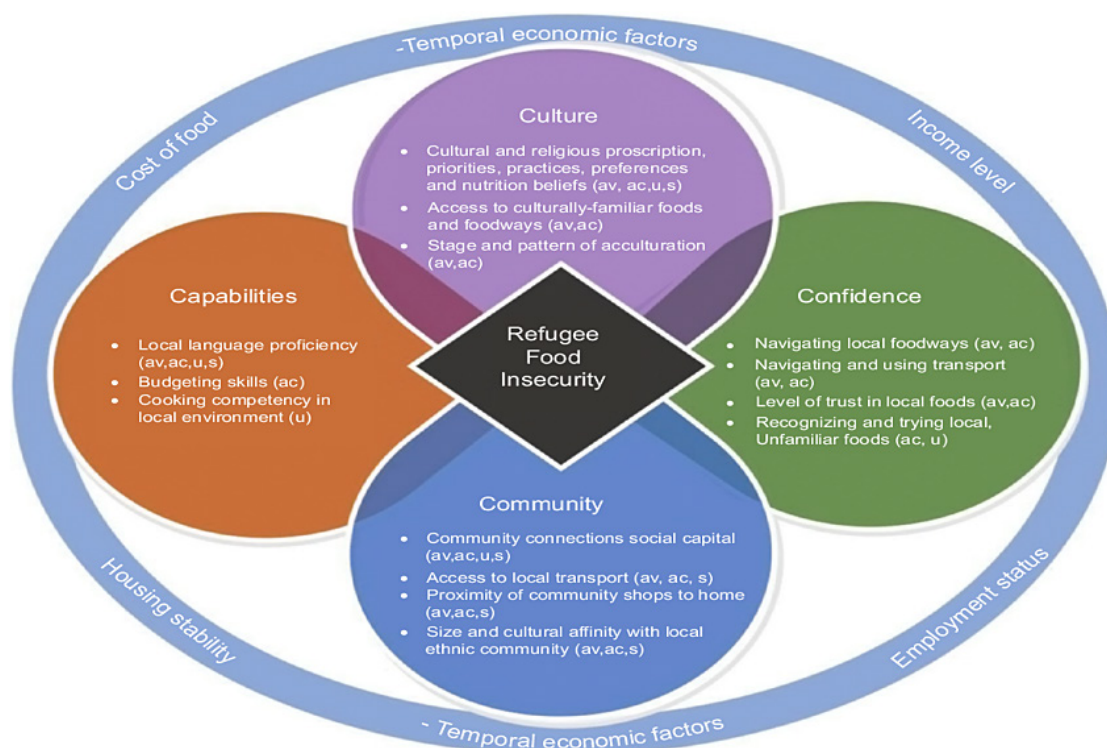 -Temporal economic factors
Cost of food
Income level
Culture
• Cultural and religious proscription,
priorities, practices, preferences
and nutrition beliefs (av, ac,u,s)
• Access to culturally-familiar foods
and foodways (av,ac)
• Stage and pattern of acculturation
(av,ac)
Capabilities
• Local language proficiency
(av,ac,u,s)
• Budgeting skills (ac)
• Cooking competency in
local environment (u)
Refugee
Food
Insecurity
Confidence
• Navigating local foodways (av, ac)
• Navigating and using transport
(av, ac)
• Level of trust in local foods (av,ac)
• Recognizing and trying local,
Unfamiliar foods (ac, u)
Community
• Community connections social capital
(av,ac,u,s)
• Access to local transport (av, ac, s)
• Proximity of community shops to home
(av,ac,s)
• Size and cultural affinity with local
ethnic community (av,ac,s)
Housing stability
Employment status
- Temporal economic factors